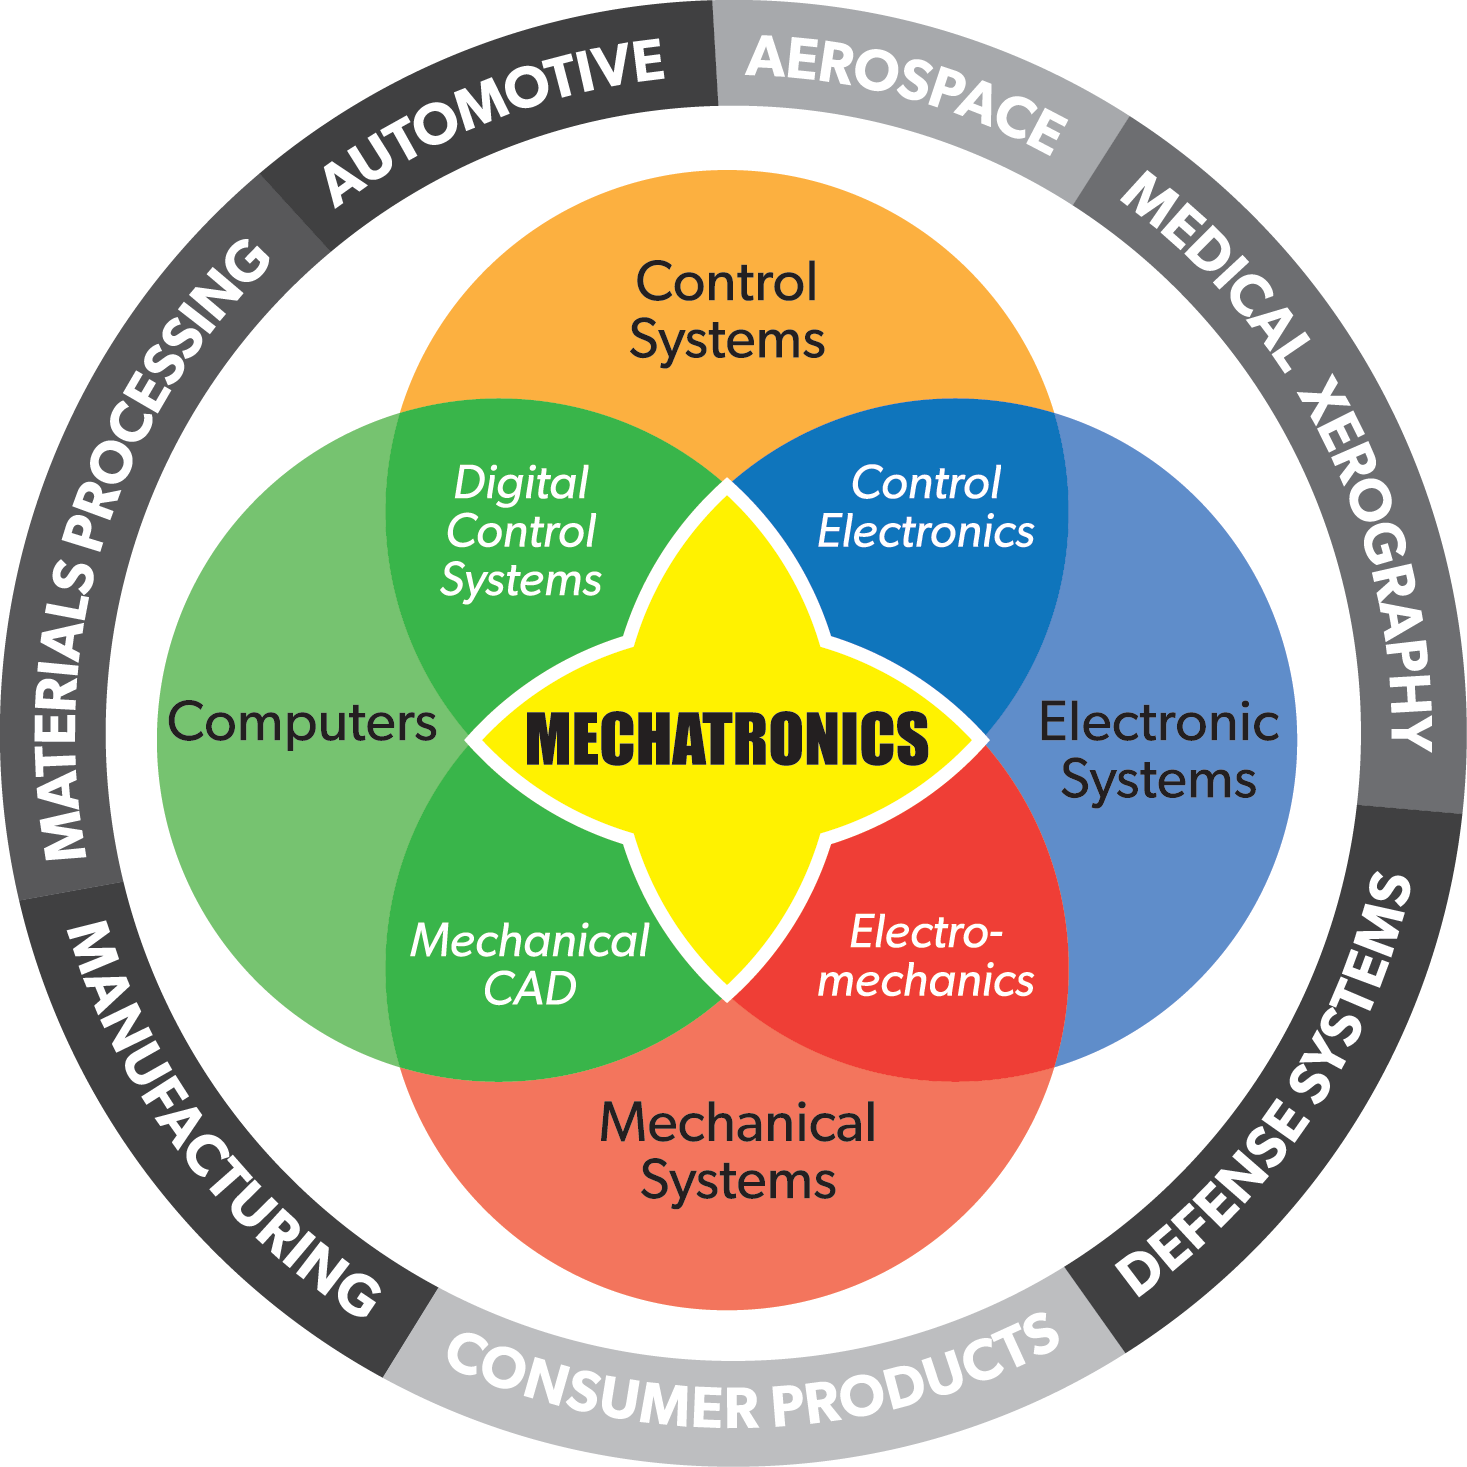 AUTOMOTIVE
AEROSPACE
MEDICAL XEROGRAPHY
DEFENSE SYSTEMS
CONSUMER PRODUCTS
MANUFACTURING
MATERIALS PROCESSING
Control
Systems
Digital
Control
Systems
Control
Electronics
Computers
MECHATRONICS
Electronic
Systems
Mechanical
CAD
Electro-
mechanics
Mechanical
Systems